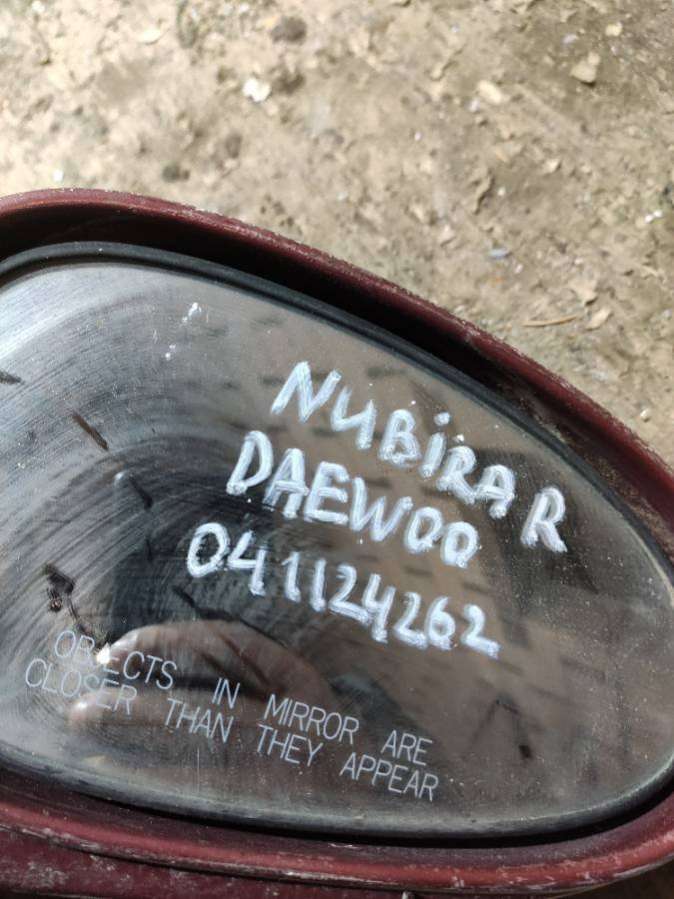 NUBiRA R
DAEWOO
041124262
OBJECTS IN MIRROR ARE
CLOSER THAN THEY APPEAR